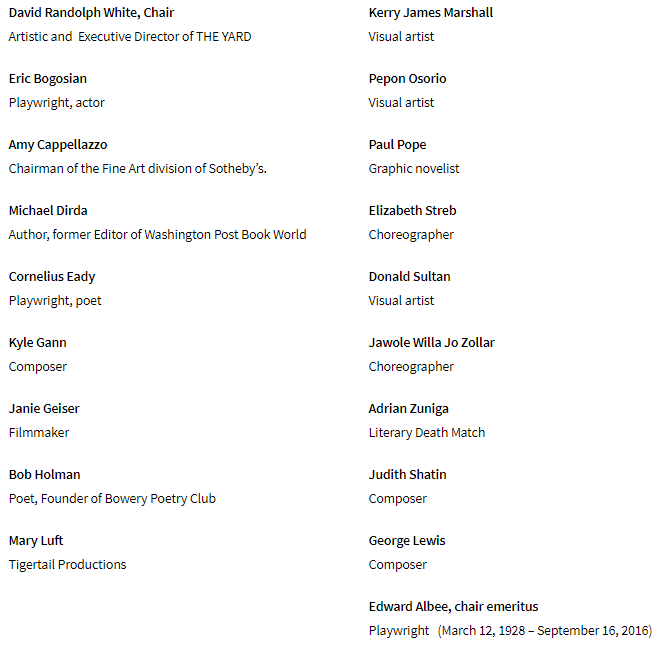 David Randolph White, Chair
Artistic and  Executive Director of THE YARD
Eric Bogosian
Playwright, actor
Amy Cappellazzo
Chairman of the Fine Art division of Sotheby’s.
Michael Dirda
Author, former Editor of Washington Post Book World
Cornelius Eady
Playwright, poet
Kyle Gann
Composer
Janie Geiser
Filmmaker
Bob Holman
Poet, Founder of Bowery Poetry Club
Mary Luft
Tigertail Productions
Kerry James Marshall
Visual artist
Pepon Osorio
Visual artist
Paul Pope
Graphic novelist
Elizabeth Streb
Choreographer
Donald Sultan
Visual artist
Jawole Willa Jo Zollar
Choreographer
Adrian Zuniga
Literary Death Match
Judith Shatin
Composer
George Lewis
Composer
Edward Albee, chair emeritus
Playwright  (March 12, 1928 – September 16, 2016)